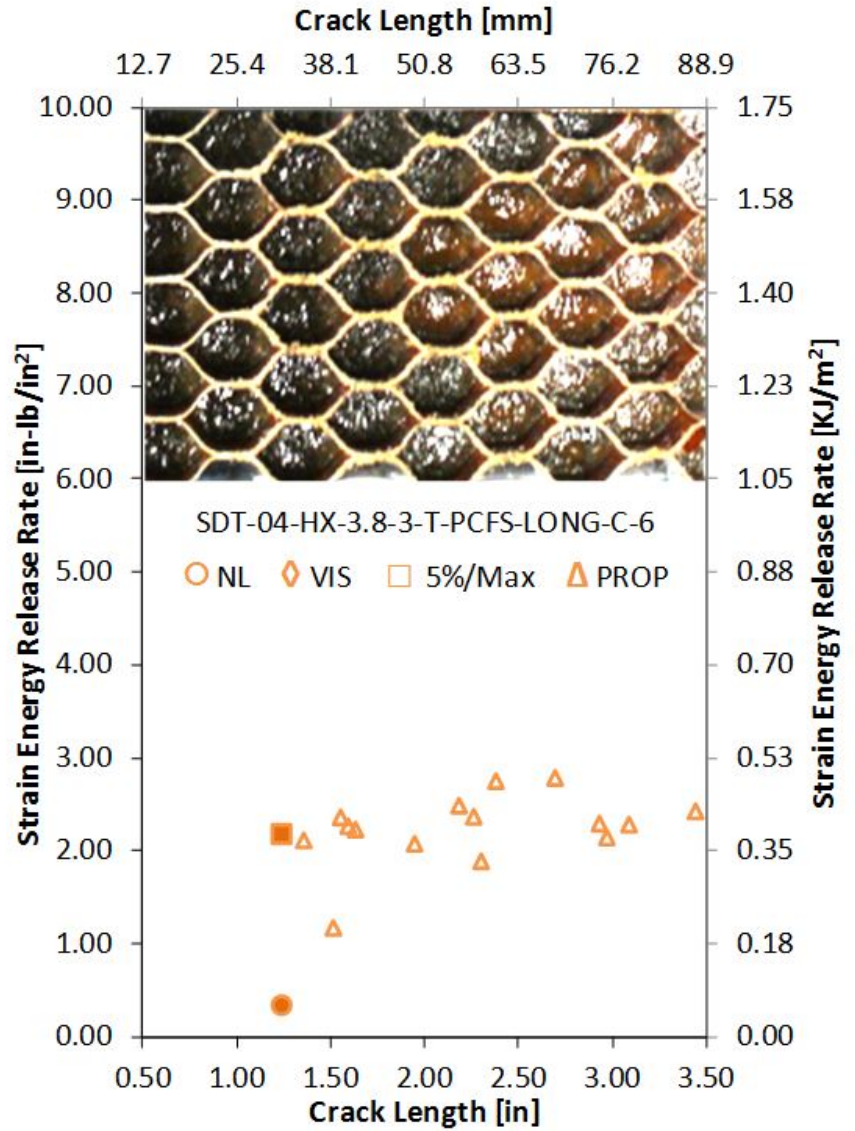 Crack Length [mm]
12.7 25.4 38.1 50.8 63.5 76.2 88.9
10.00 1.75
9.00 1.58
8.00 1.40
7.00 1.23
6.00 1.05
SDT-04-HX-3.8-3-T-PCFS-LONG-C-6
NL VIS 5%/Max PROP
5.00 0.88
4.00 0.70
3.00 0.53
2.00 0.35
1.00 0.18
0.00 0.00
Strain Energy Release Rate [in-lb/in²]
Strain Energy Release Rate [KJ/m²]
0.50 1.00 1.50 2.00 2.50 3.00 3.50
Crack Length [in]